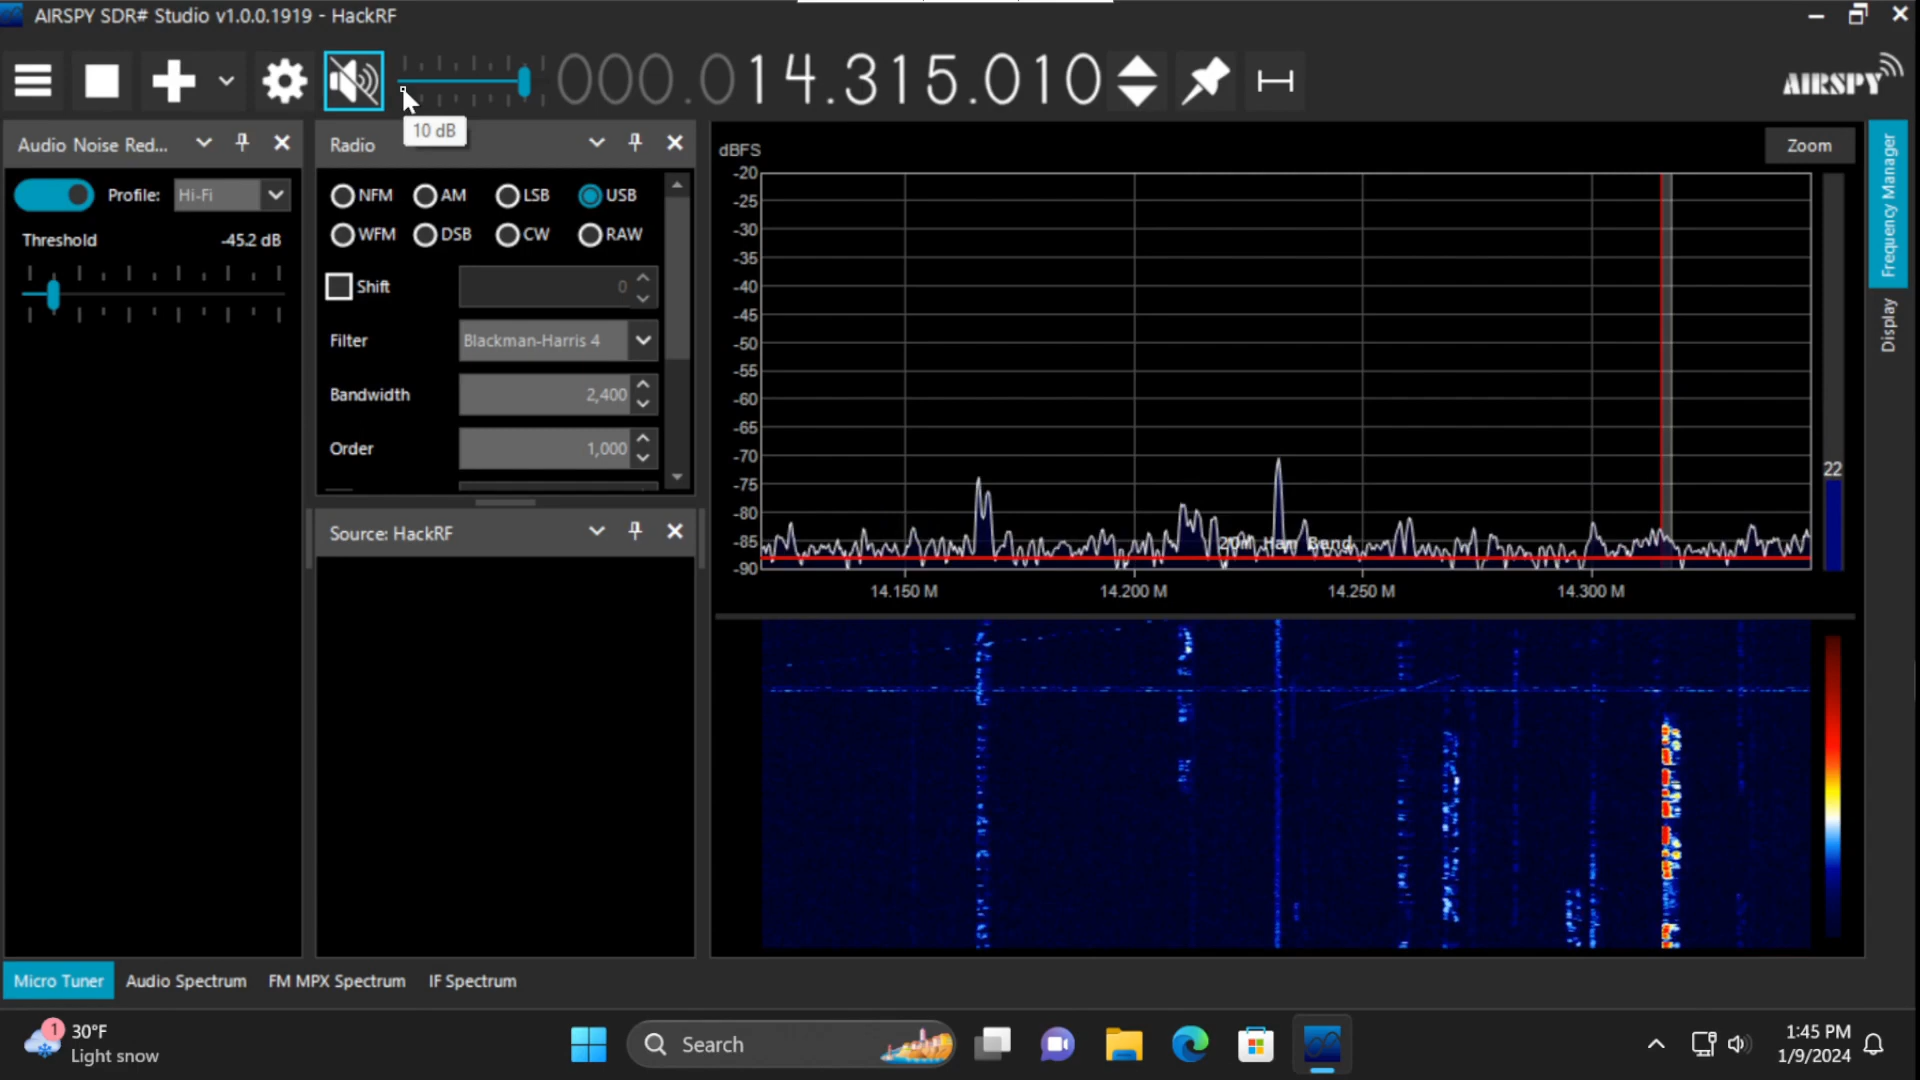 AIRSPY SDR# Studio v1.0.0.1919 - HackRF
000.014.315.010
AIRSPY
10 dB
Audio Noise Red...
Profile:
Hi-Fi
Threshold
-45.2 dB
Radio
NFM
AM
LSB
USB
WFM
DSB
CW
RAW
Shift
0
Filter
Blackman-Harris 4
Bandwidth
2,400
Order
1,000
Source: HackRF
dBFS
Zoom
-20
-25
-30
-35
-40
-45
-50
-55
-60
-65
-70
-75
-80
-85
-90
20M Ham Band
22
14.150 M
14.200 M
14.250 M
14.300 M
Frequency Manager
Display
Micro Tuner
Audio Spectrum
FM MPX Spectrum
IF Spectrum
1
30°F
Light snow
Search
1:45 PM
1/9/2024